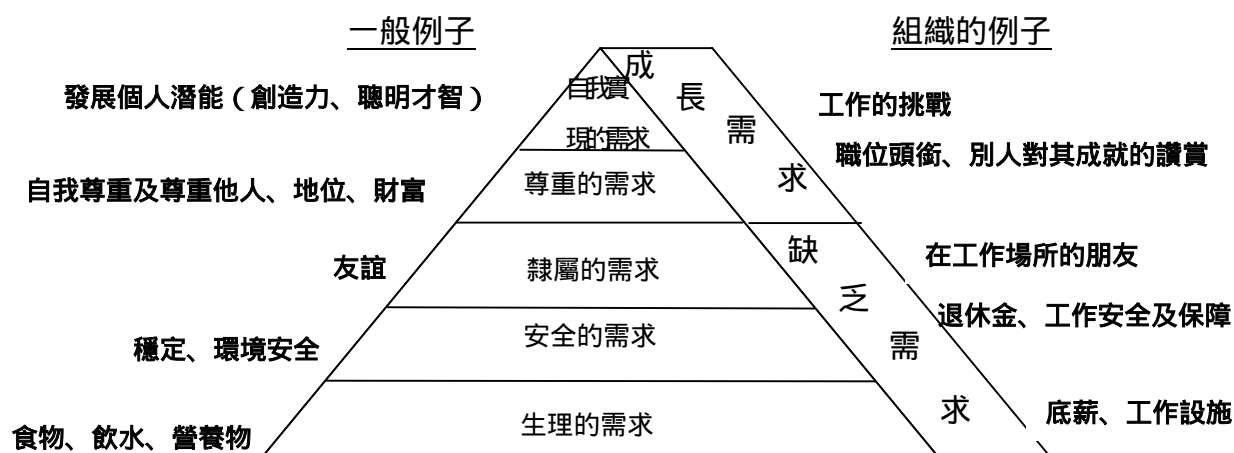 一般例子
組織的例子
成長需求
自我實
現的需求
發展個人潛能（創造力、聰明才智）
工作的挑戰
職位頭銜、別人對其成就的讚賞
尊重的需求
自我尊重及尊重他人、地位、財富
缺乏需求
友誼
隸屬的需求
在工作場所的朋友
退休金、工作安全及保障
安全的需求
穩定、環境安全
底薪、工作設施
生理的需求
食物、飲水、營養物